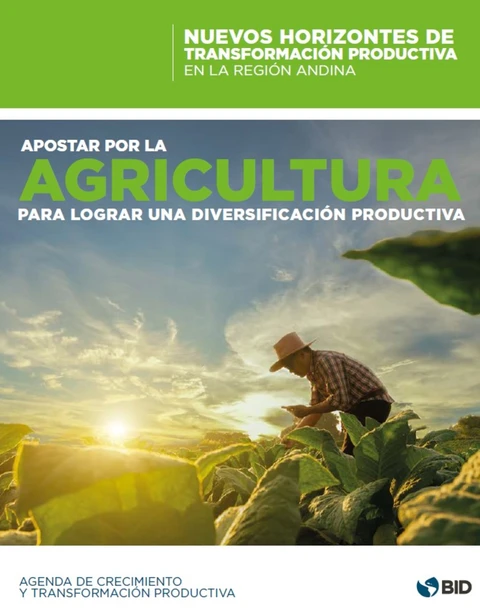 NUEVOS HORIZONTES DE
TRANSFORMACIÓN PRODUCTIVA
EN LA REGIÓN ANDINA
APOSTAR POR LA
AGRICULTURA
PARA LOGRAR UNA DIVERSIFICACIÓN PRODUCTIVA
AGENDA DE CRECIMIENTO
Y TRANSFORMACIÓN PRODUCTIVA
BID